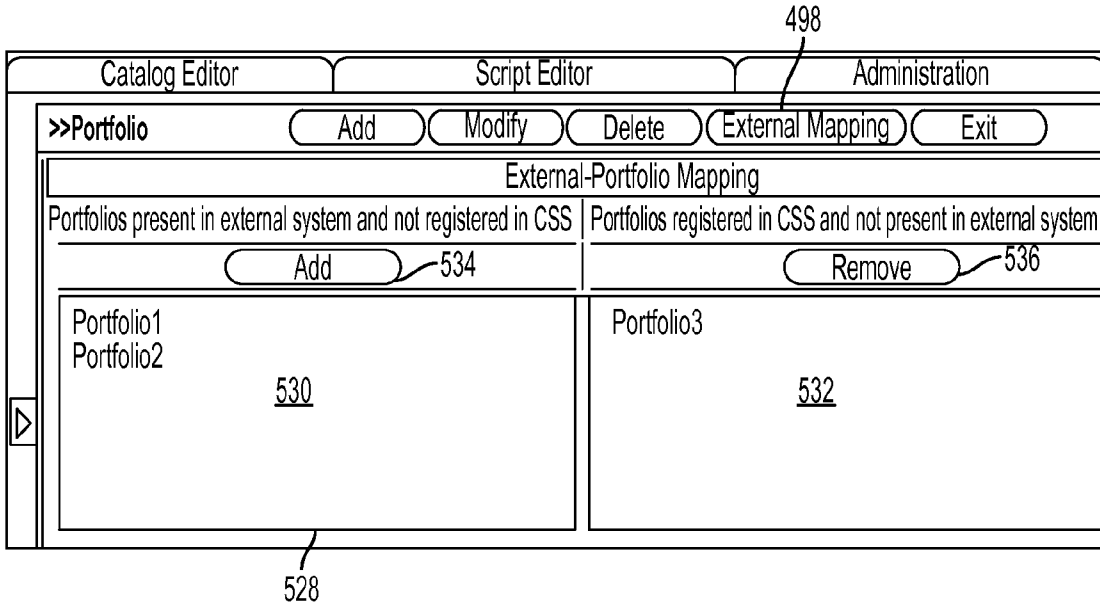 498
Catalog Editor Script Editor Administration
>>Portfolio Add Modify Delete External Mapping Exit
External-Portfolio Mapping
Portfolios present in external system and not registered in CSS Portfolios registered in CSS and not present in external system
Add 534 Remove 536
Portfolio1 Portfolio3
Portfolio2
530 532
528